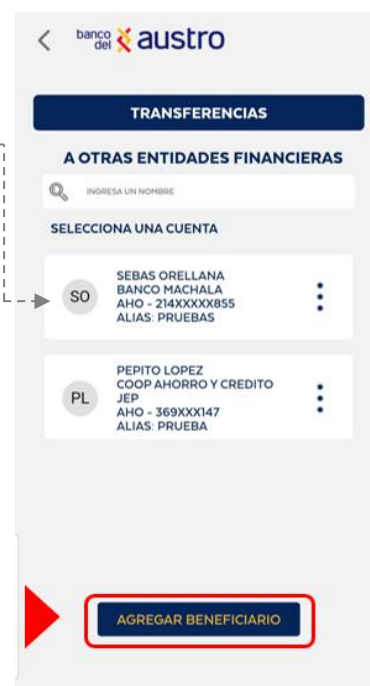 banco del austro
TRANSFERENCIAS
A OTRAS ENTIDADES FINANCIERAS
INGRESA UN NOMBRE
SELECCIONA UNA CUENTA
SO
SEBAS ORELLANA
BANCO MACHALA
AHO - 214XXXXX855
ALIAS: PRUEBAS
PL
PEPITO LOPEZ
COOP AHORRO Y CREDITO
JEP
AHO - 369XXX147
ALIAS: PRUEBA
AGREGAR BENEFICIARIO